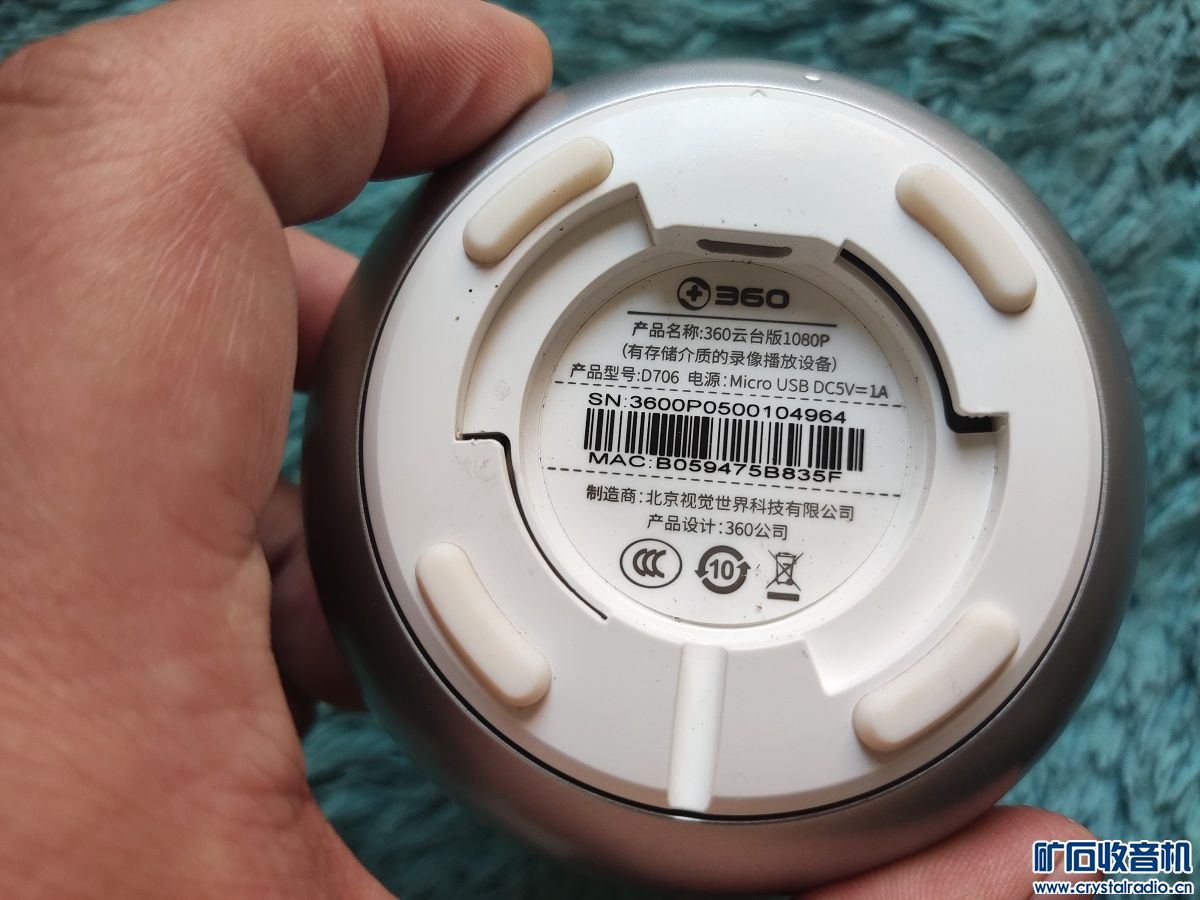 360
产品名称:360云台版1080P
(有存储介质的录像播放设备)
产品型号:D706 电源:Micro USB DC5V=1A
SN:3600P0500104964
MAC:B059475B835F
制造商:北京视觉世界科技有限公司
产品设计:360公司
CCC 10
矿石收音机
www.crystalradio.cn